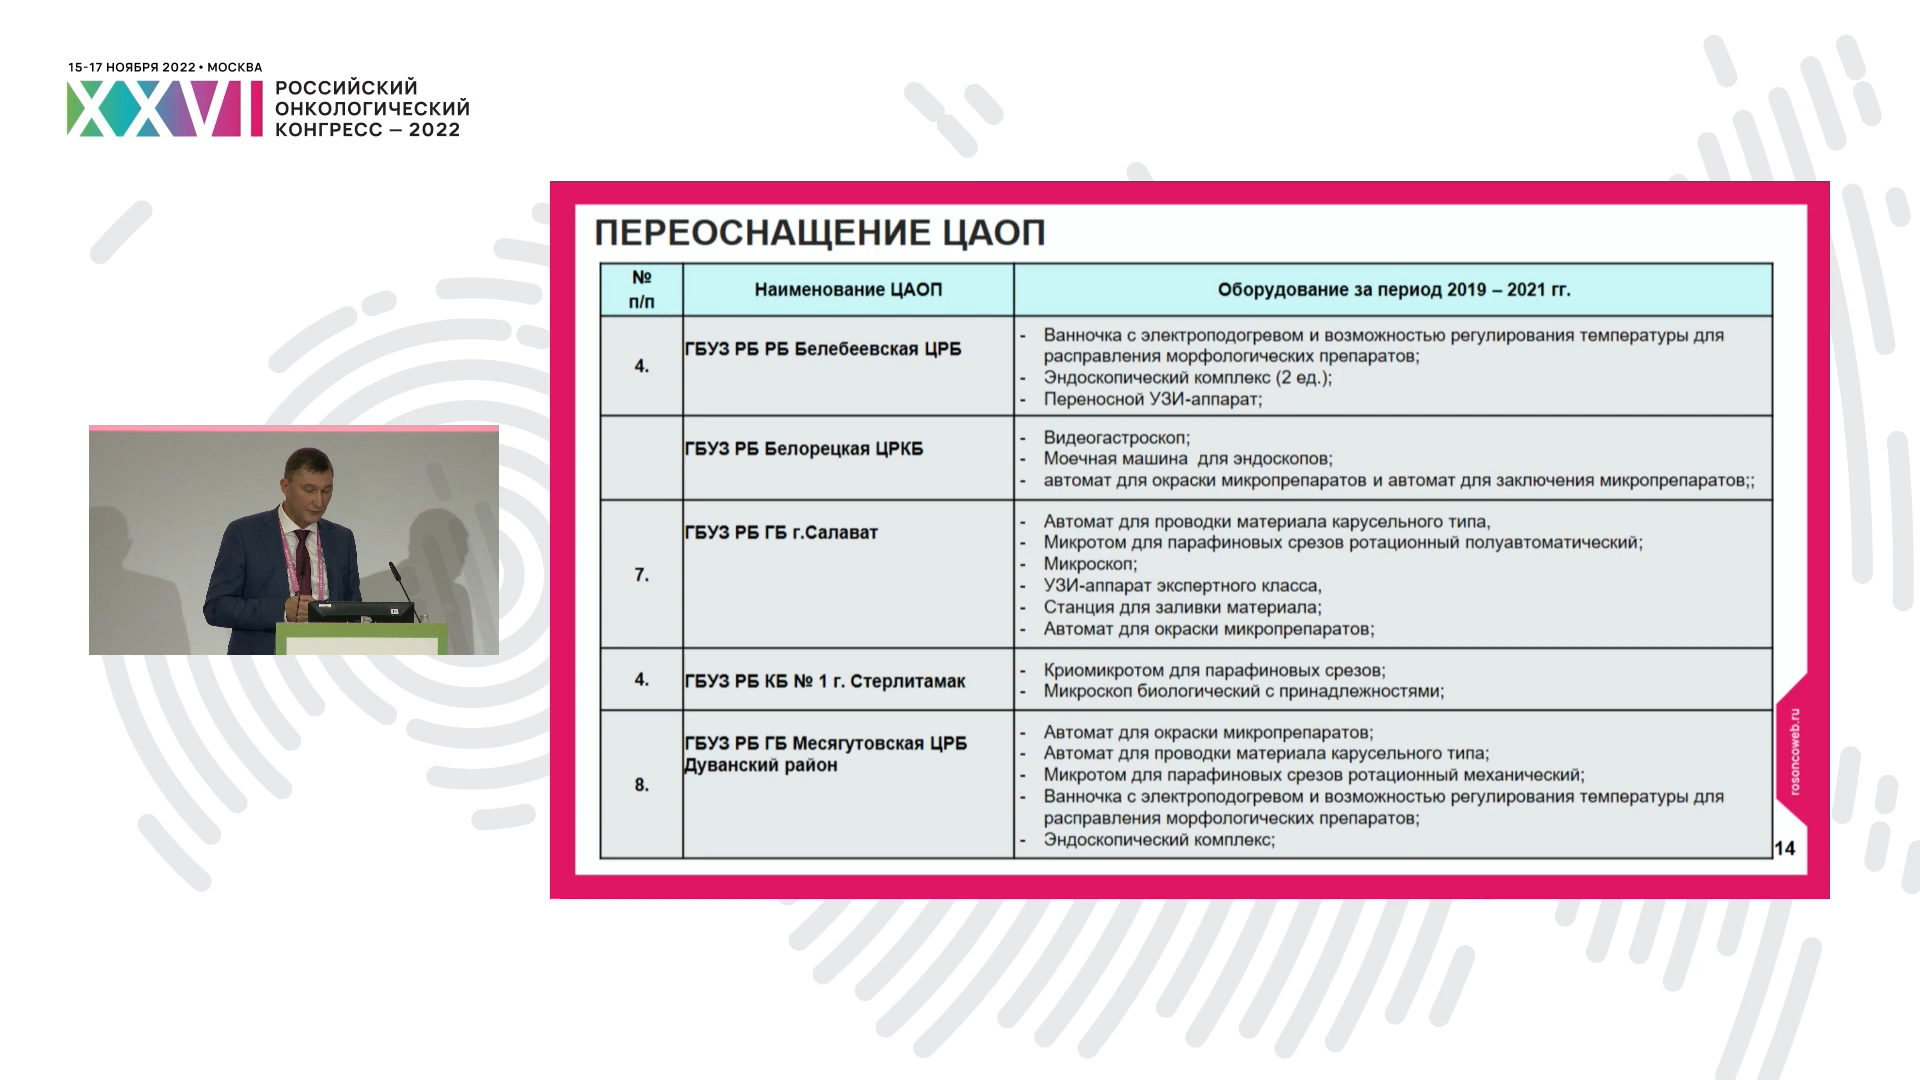 15-17 НОЯБРЯ 2022 • МОСКВА
XXVI
РОССИЙСКИЙ
ОНКОЛОГИЧЕСКИЙ
КОНГРЕСС – 2022
ПЕРЕОСНАЩЕНИЕ ЦАОП
№
п/п
Наименование ЦАОП
Оборудование за период 2019 – 2021 гг.
4.
ГБУЗ РБ РБ Белебеевская ЦРБ
- Ванночка с электроподогревом и возможностью регулирования температуры для
расправления морфологических препаратов;
- Эндоскопический комплекс (2 ед.);
- Переносной УЗИ-аппарат;
ГБУЗ РБ Белорецкая ЦРКБ
- Видеогастроскоп;
- Моечная машина для эндоскопов;
- автомат для окраски микропрепаратов и автомат для заключения микропрепаратов;;
7.
ГБУЗ РБ ГБ г.Салават
- Автомат для проводки материала карусельного типа,
- Микротом для парафиновых срезов ротационный полуавтоматический;
- Микроскоп;
- УЗИ-аппарат экспертного класса,
- Станция для заливки материала;
- Автомат для окраски микропрепаратов;
4.
ГБУЗ РБ КБ № 1 г. Стерлитамак
- Криомикротом для парафиновых срезов;
- Микроскоп биологический с принадлежностями;
8.
ГБУЗ РБ ГБ Месягутовская ЦРБ
Дуванский район
- Автомат для окраски микропрепаратов;
- Автомат для проводки материала карусельного типа;
- Микротом для парафиновых срезов ротационный механический;
- Ванночка с электроподогревом и возможностью регулирования температуры для
расправления морфологических препаратов;
- Эндоскопический комплекс;
rosoncoweb.ru
14